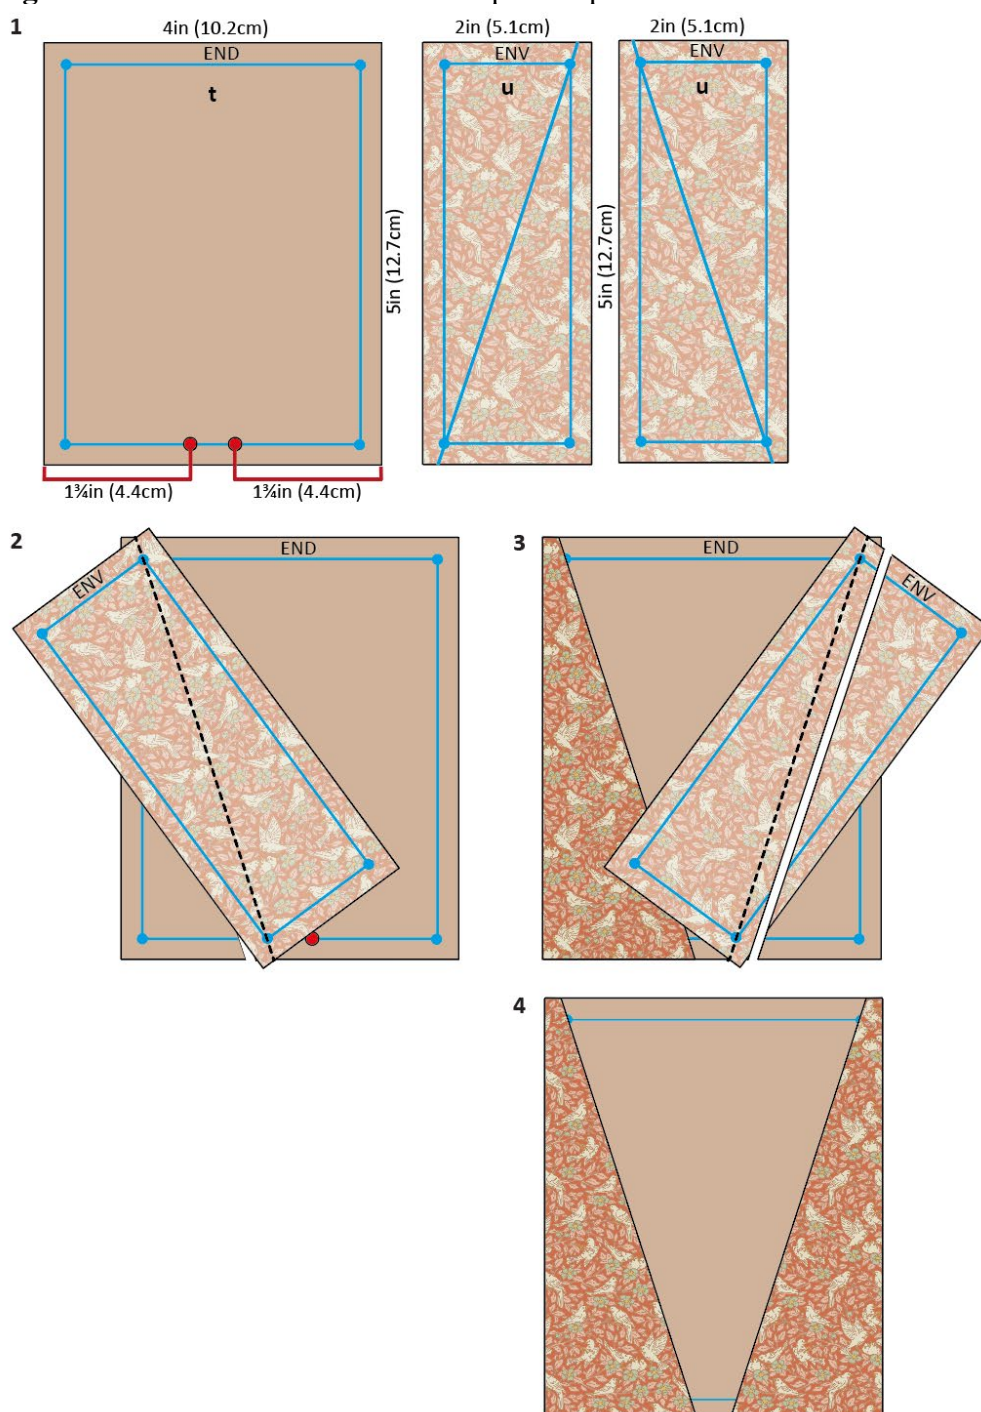 1
4in (10.2cm)
END
t
5in (12.7cm)
1¾in (4.4cm)
1¾in (4.4cm)
2in (5.1cm)
ENV
u
5in (12.7cm)
2in (5.1cm)
ENV
u
2
END
ENV
3
END
ENV
4